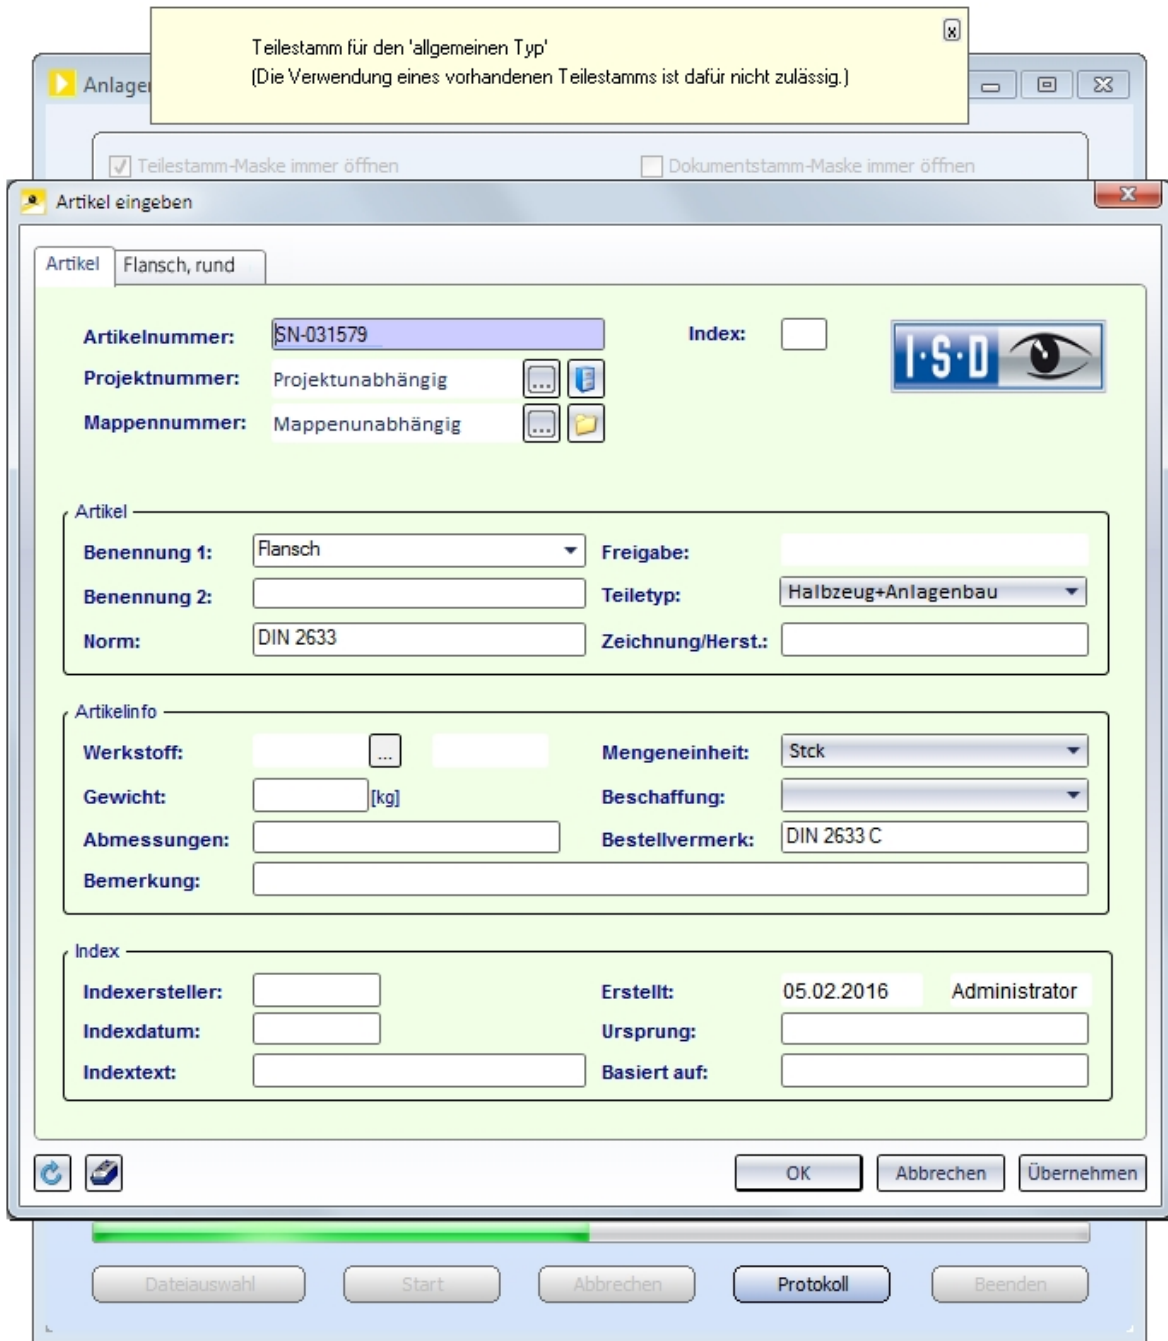 Teilestamm für den 'allgemeinen Typ'
(Die Verwendung eines vorhandenen Teilestamms ist dafür nicht zulässig.)
x
Teilestamm-Maske immer öffnen Dokumentstamm-Maske immer öffnen
Artikel eingeben
Artikel Flansch, rund
Artikelnummer: SN-031579 Index:
I·S·D
Projektnummer: Projektunabhängig ...
Mappennummer: Mappenunabhängig ...
Artikel
Benennung 1: Flansch Freigabe:
Benennung 2: Teiletyp: Halbzeug+Anlagenbau
Norm: DIN 2633 Zeichnung/Herst.:
Artikelinfo
Werkstoff: ... Mengeneinheit: Stck
Gewicht: [kg] Beschaffung:
Abmessungen: Bestellvermerk: DIN 2633 C
Bemerkung:
Index
Indexersteller: Erstellt: 05.02.2016 Administrator
Indexdatum: Ursprung:
Indextext: Basiert auf:
OK Abbrechen Übernehmen
Dateiauswahl Start Abbrechen Protokoll Beenden